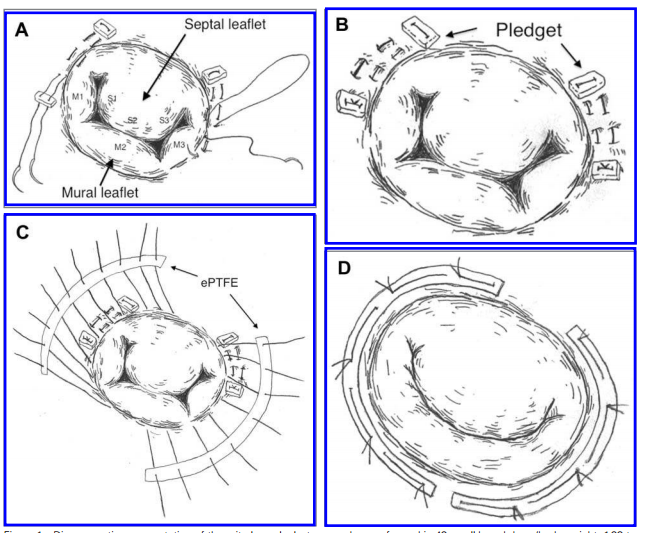 A
Septal leaflet
M1
S1
S2
S3
M2
M3
Mural leaflet
B
Pledget
C
ePTFE
D